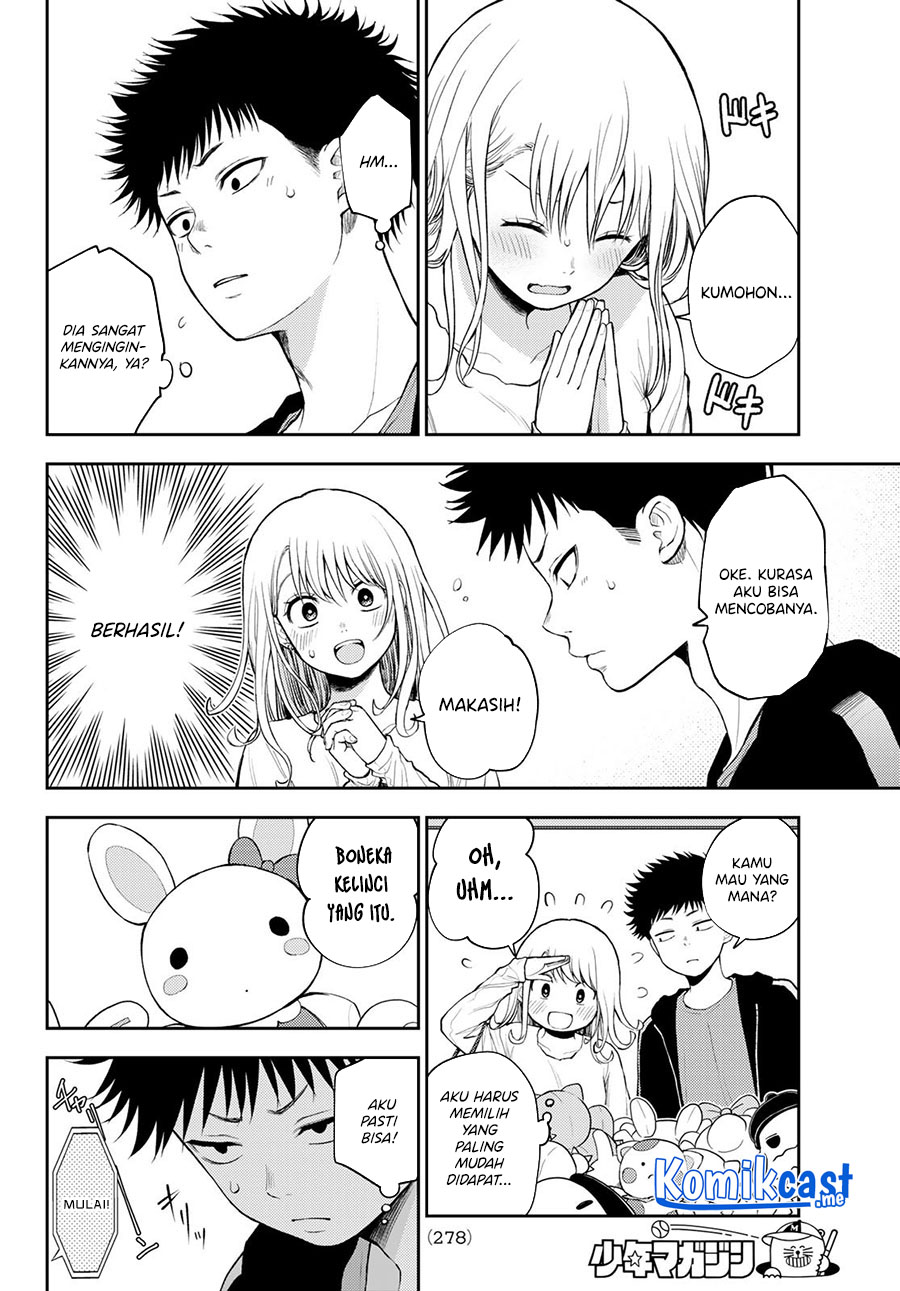 ドキ
KUMOHON...
ドキ
HM...
DIA SANGAT
MENGINGIN-
KANNYA, YA?
OKE. KURASA
AKU BISA
MENCOBANYA.
MAKASIH!
BERHASIL!
KAMU
MAU YANG
MANA?
OH,
UHM...
AKU HARUS
MEMILIH
YANG
PALING
MUDAH
DIDAPAT...
BONEKA
KELINCI
YANG ITU.
AKU
PASTI
BISA!
MULAI!
Komikcast
.me
(278)
少年マガジン
M